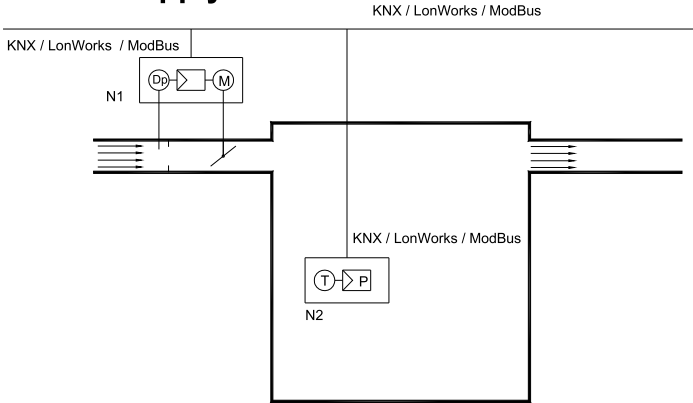 KNX / LonWorks / ModBus
KNX / LonWorks / ModBus
Dp M
N1
KNX / LonWorks / ModBus
T P
N2